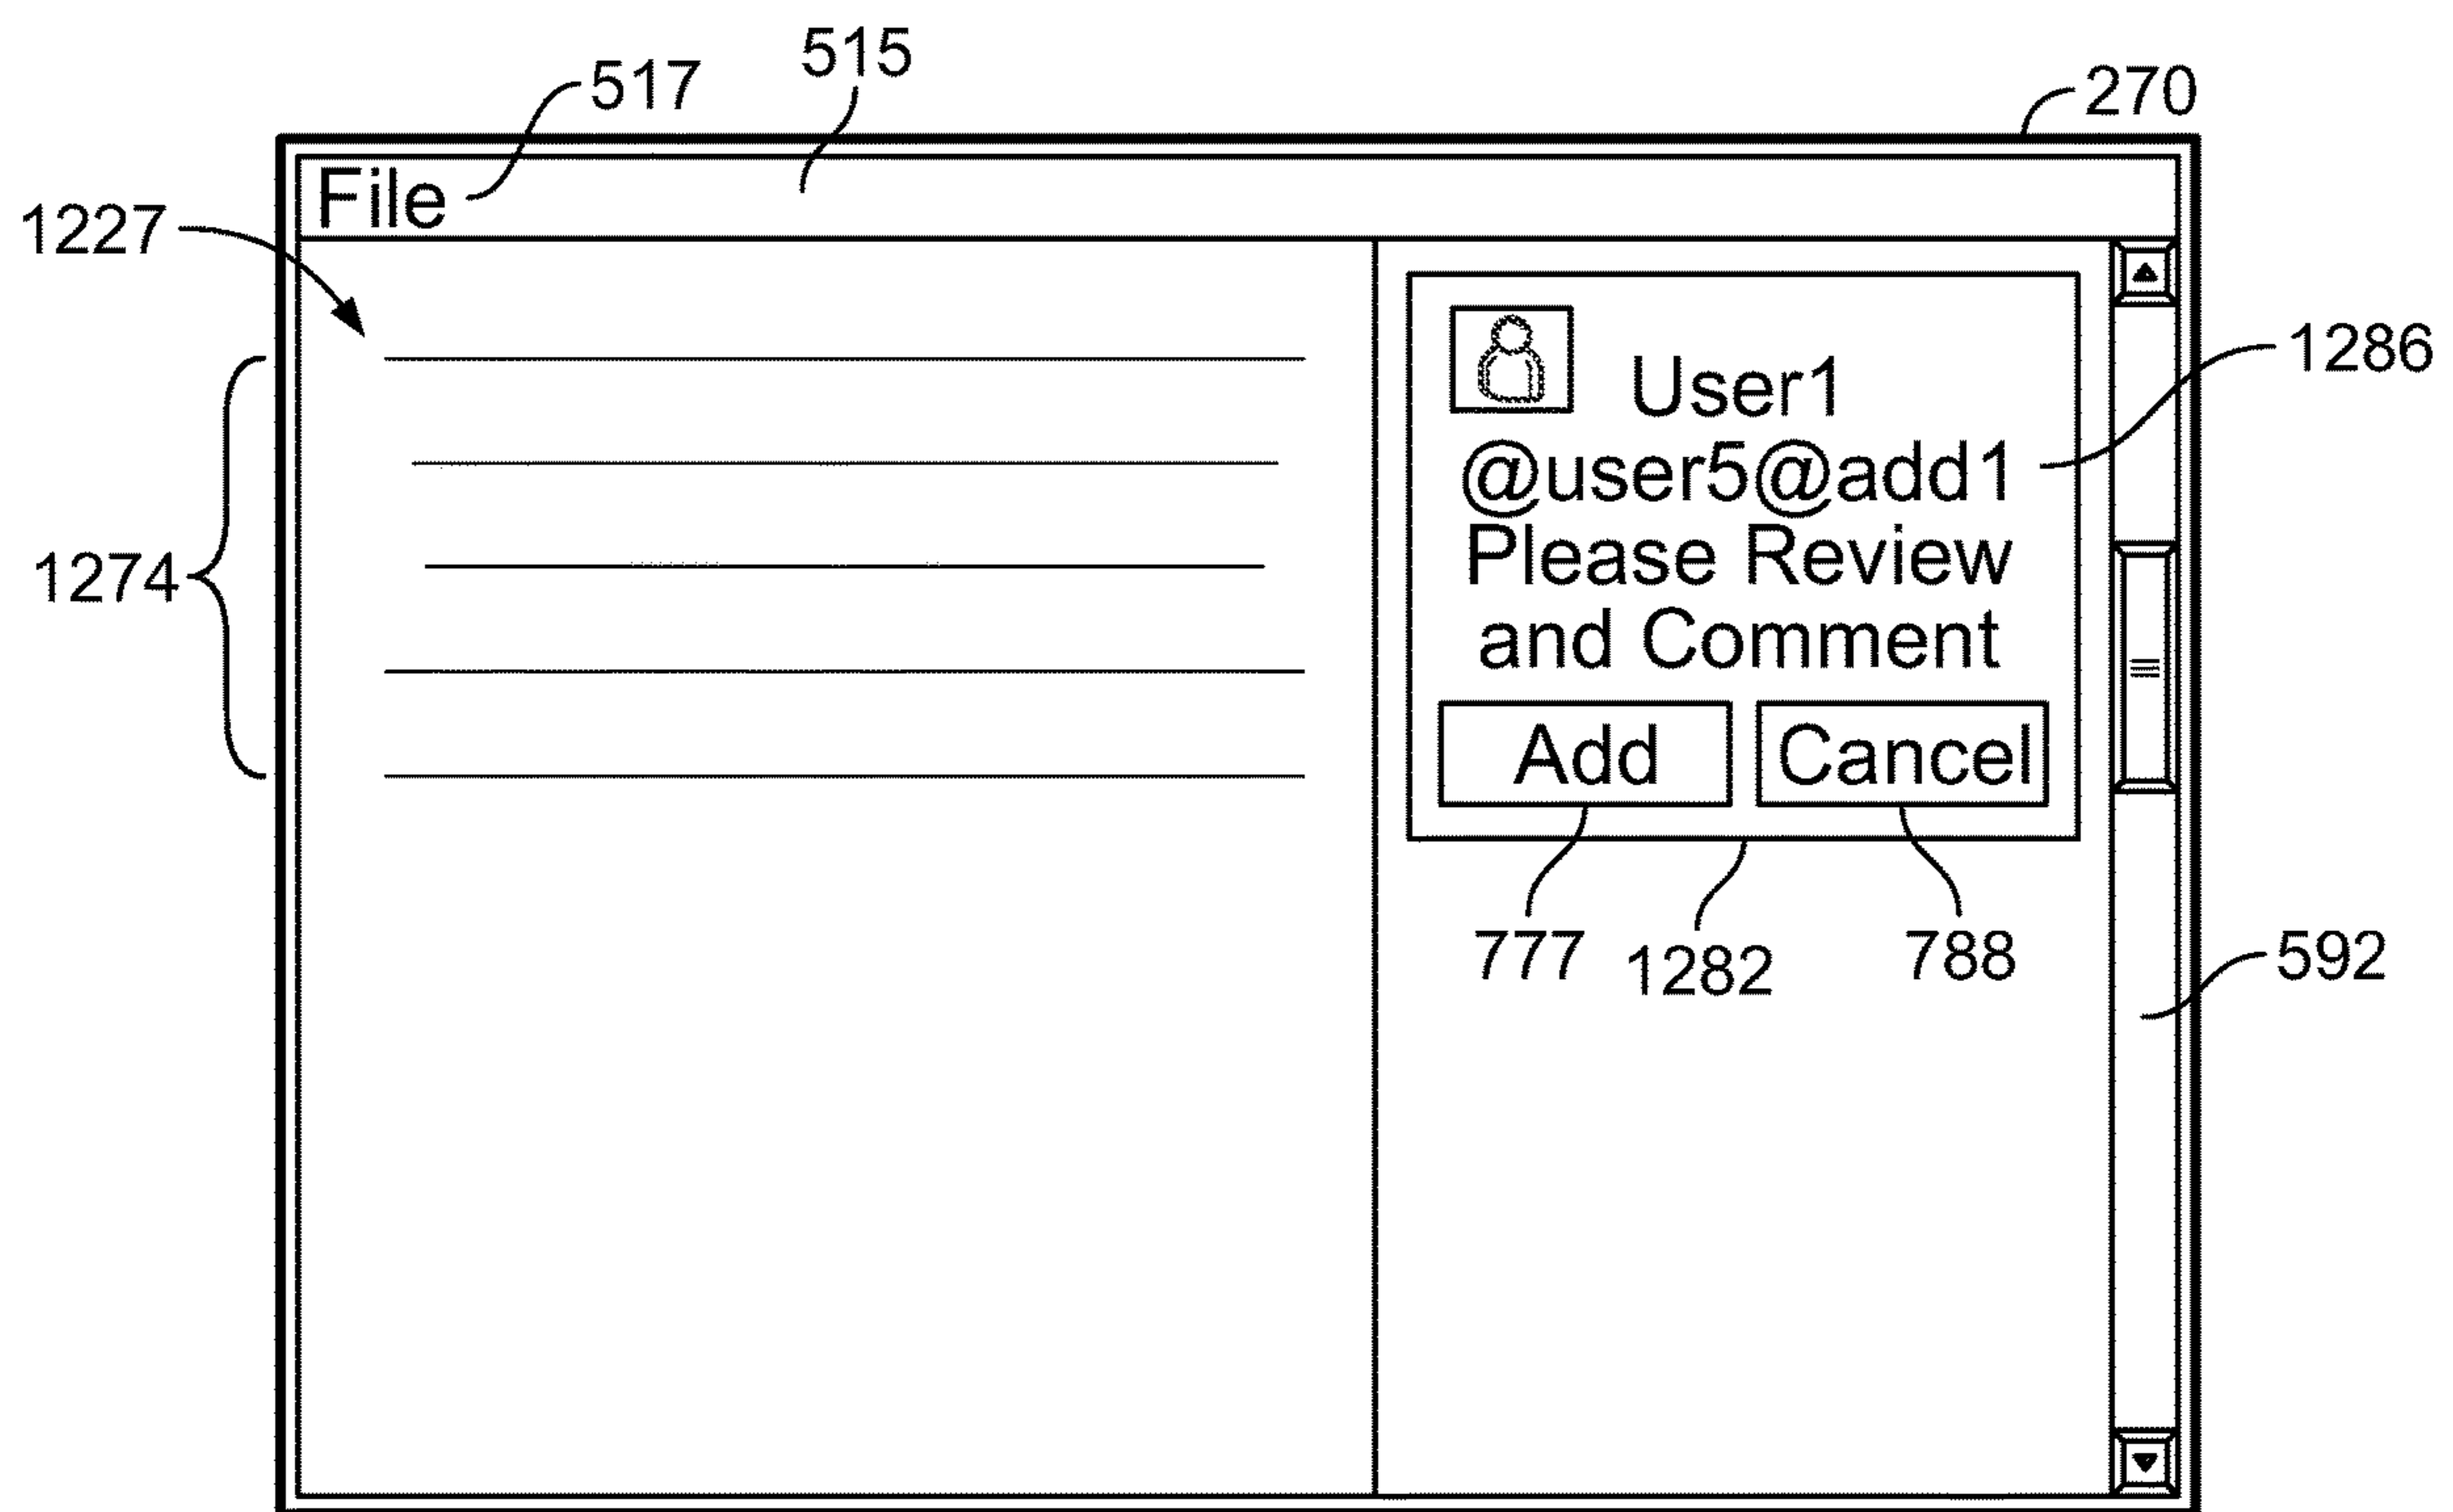 515
517
270
File
1227
1286
User1
@user5@add1
Please Review
and Comment
1274
Add
Cancel
777
1282
788
592